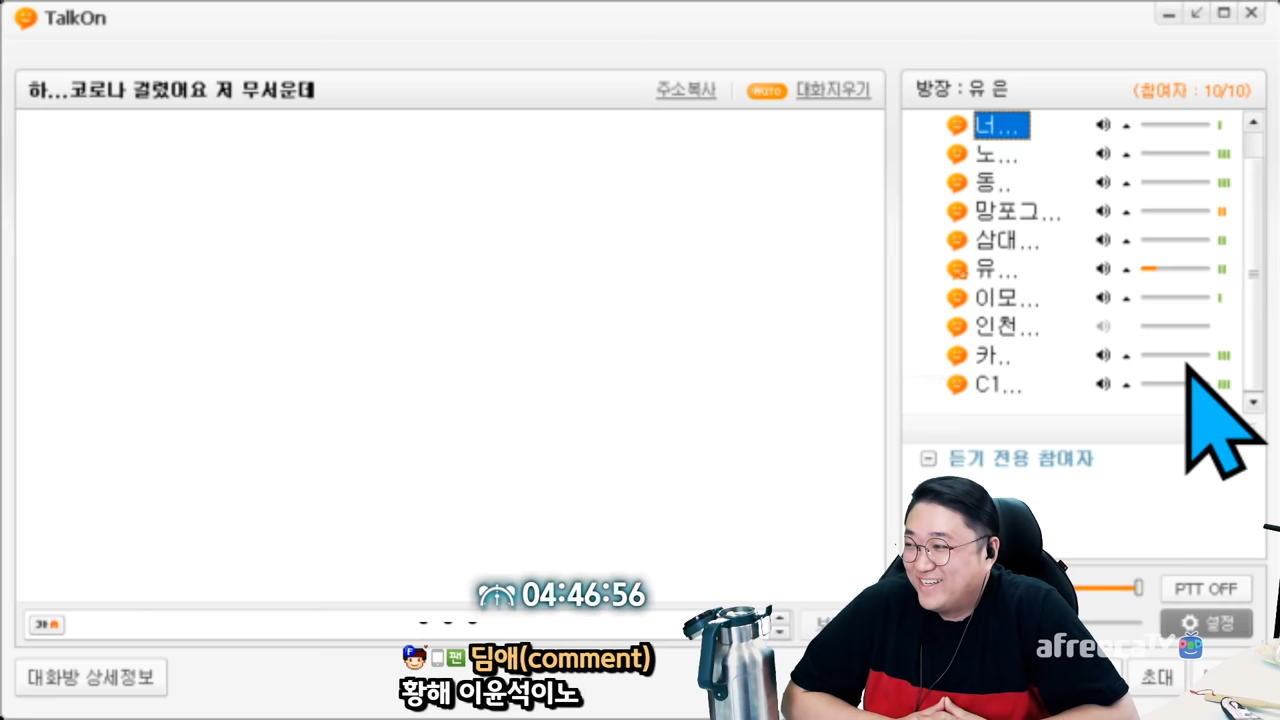 TalkOn
하...코로나 걸렸어요 저 무서운데
주소복사
AUTO
대화지우기
방장 : 유 은
(참여자 : 10/10)
너...
노...
동..
망포그...
삼대...
유...
이모...
인천...
카..
C1...
듣기 전용 참여자
04:46:56
PTT OFF
설정
팬 딤애(comment)
황해 이윤석이노
afreecaTV
대화방 상세정보
초대